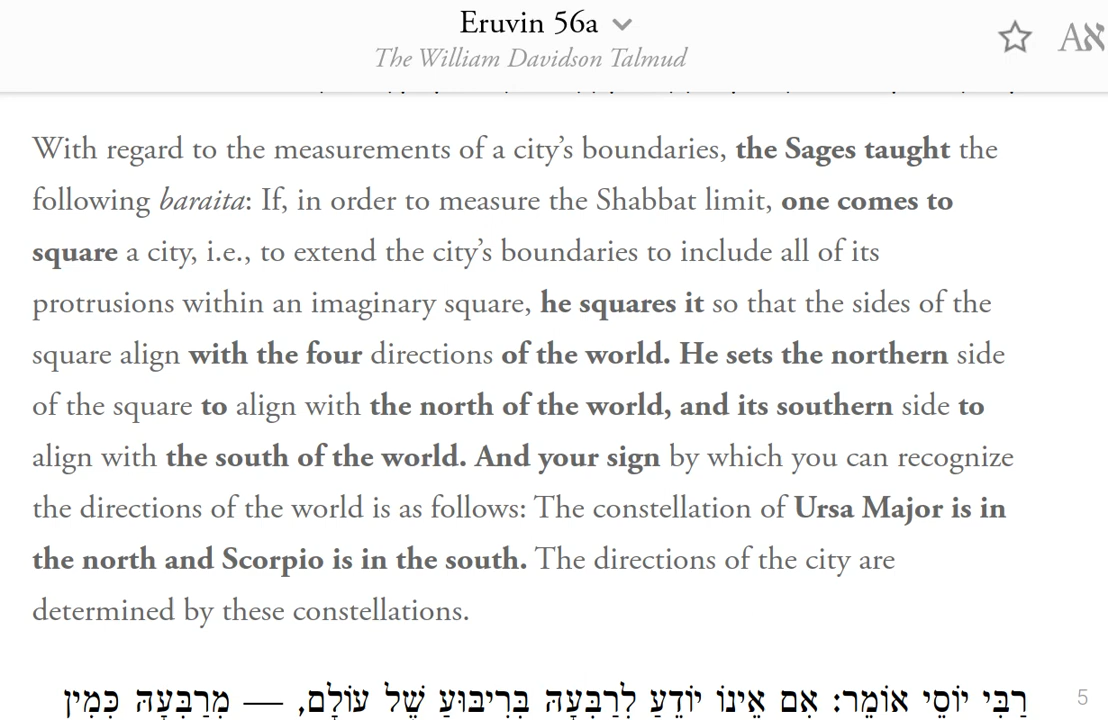 Eruvin 56a
The William Davidson Talmud
Aא
With regard to the measurements of a city’s boundaries, the Sages taught the
following baraita: If, in order to measure the Shabbat limit, one comes to
square a city, i.e., to extend the city’s boundaries to include all of its
protrusions within an imaginary square, he squares it so that the sides of the
square align with the four directions of the world. He sets the northern side
of the square to align with the north of the world, and its southern side to
align with the south of the world. And your sign by which you can recognize
the directions of the world is as follows: The constellation of Ursa Major is in
the north and Scorpio is in the south. The directions of the city are
determined by these constellations.
רַבִּי יוֹסֵי אוֹמֵר: אִם אֵינוֹ יוֹדֵעַ לְרַבְּעָהּ בְּרִיבּוּעַ שֶׁל עוֹלָם, — מְרַבְּעָהּ כְּמִין
5